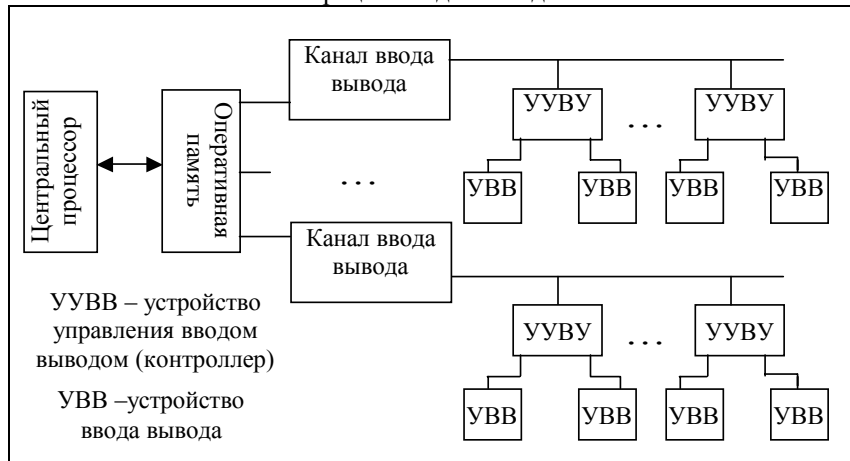 Канал ввода
вывода
УУВУ
...
УУВУ
УВВ
УВВ
УВВ
УВВ
Центральный
процессор
Оперативная
память
...
Канал ввода
вывода
УУВВ – устройство
управления вводом
выводом (контроллер)
УВВ –устройство
ввода вывода
УУВУ
...
УУВУ
УВВ
УВВ
УВВ
УВВ